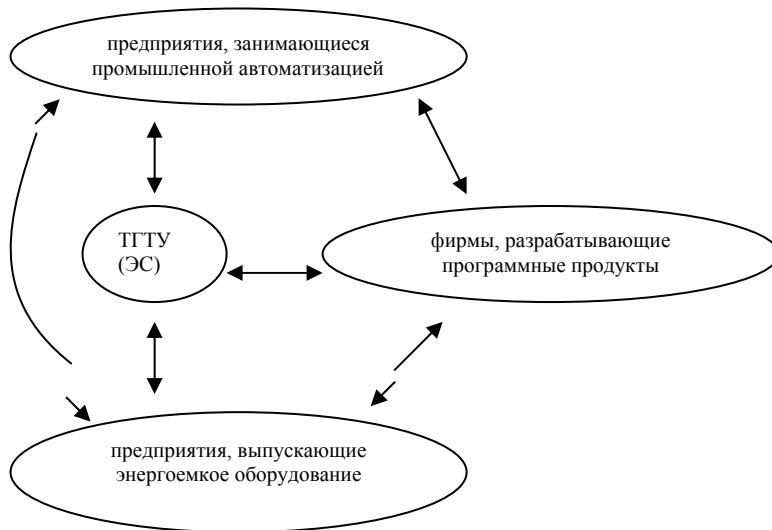 предприятия, занимающиеся
промышленной автоматизацией
ТГТУ
(ЭС)
фирмы, разрабатывающие
программные продукты
предприятия, выпускающие
энергоемкое оборудование